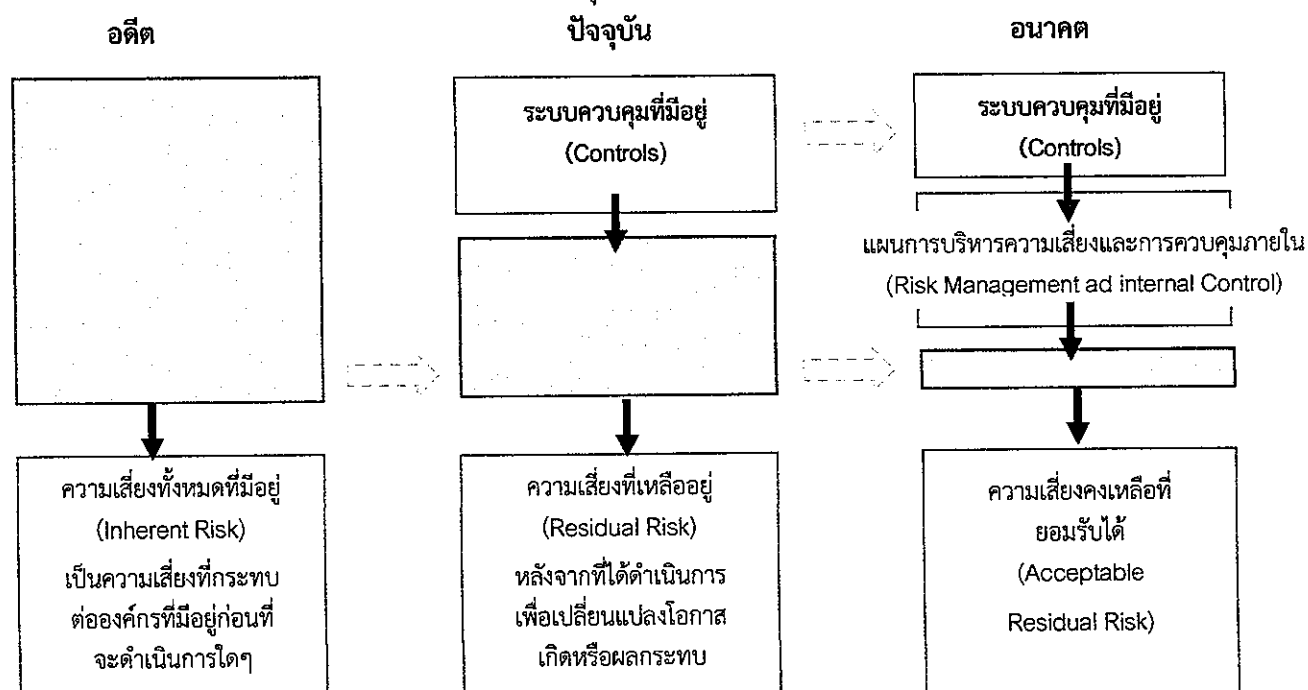 อดีต
ปัจจุบัน
อนาคต
ระบบควบคุมที่มีอยู่
(Controls)
ระบบควบคุมที่มีอยู่
(Controls)
แผนการบริหารความเสี่ยงและการควบคุมภายใน
(Risk Management ad internal Control)
ความเสี่ยงทั้งหมดที่มีอยู่
(Inherent Risk)
เป็นความเสี่ยงที่กระทบ
ต่อองค์กรที่มีอยู่ก่อนที่
จะดำเนินการใดๆ
ความเสี่ยงที่เหลืออยู่
(Residual Risk)
หลังจากที่ได้ดำเนินการ
เพื่อเปลี่ยนแปลงโอกาส
เกิดหรือผลกระทบ
ความเสี่ยงคงเหลือที่
ยอมรับได้
(Acceptable
Residual Risk)